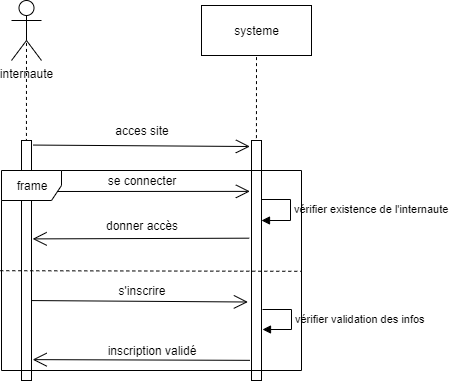 systeme
internaute
acces site
frame
se connecter
vérifier existence de l'internaute
donner accès
s'inscrire
vérifier validation des infos
inscription validé